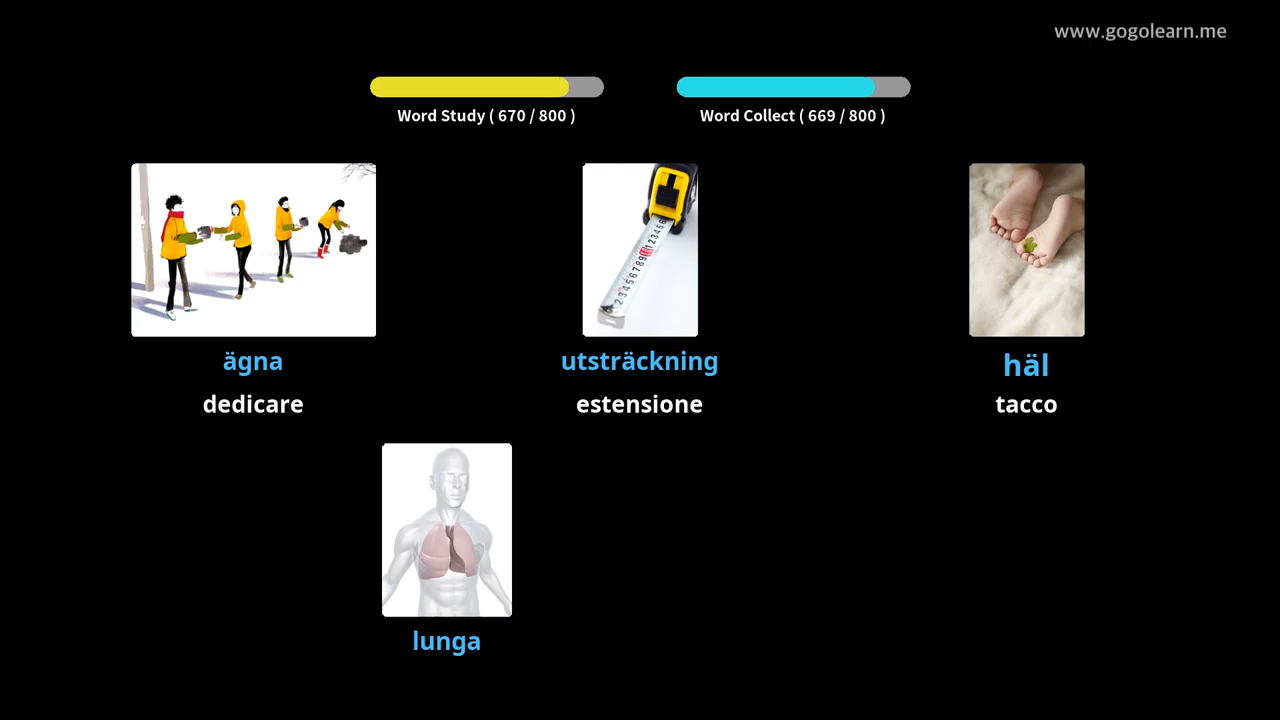 www.gogolearn.me
Word Study ( 670 / 800 )
Word Collect ( 669 / 800 )
ägna
dedicare
utsträckning
estensione
häl
tacco
lunga